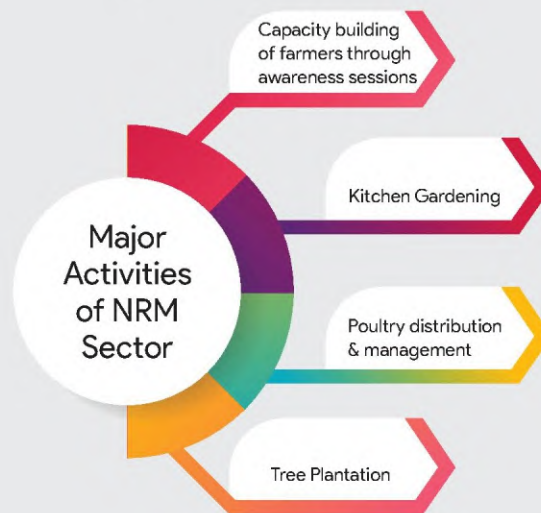 Capacity building
of farmers through
awareness sessions
Kitchen Gardening
Major
Activities
of NRM
Sector
Poultry distribution
& management
Tree Plantation